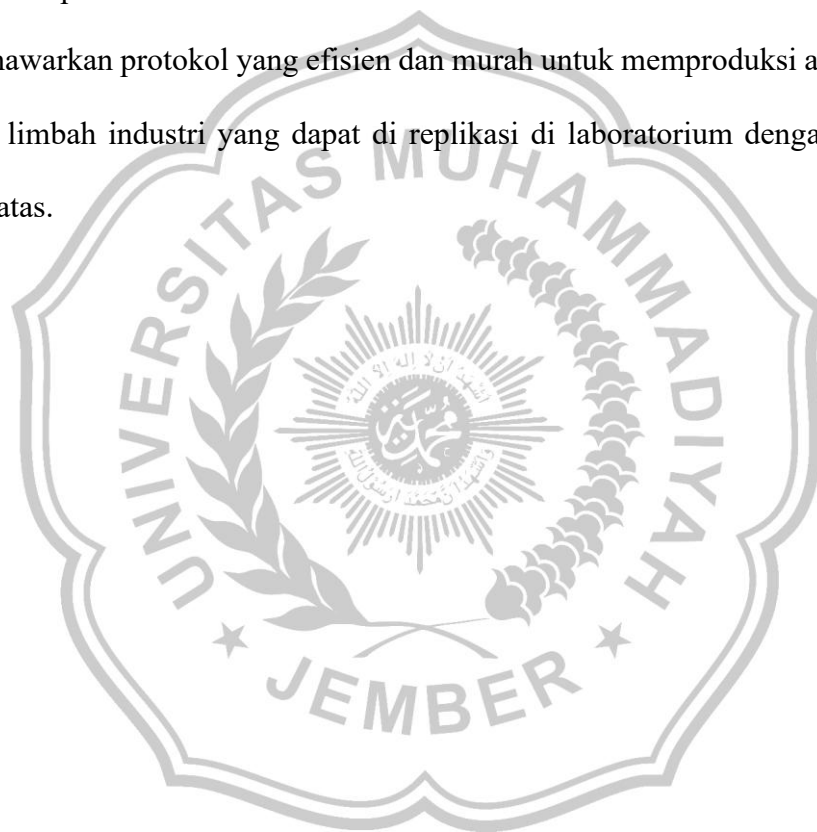 nawarkan protokol yang efisien dan murah untuk memproduksi a
limbah industri yang dapat di replikasi di laboratorium denga
atas.
UNIVERSITAS MUHAMMADIYAH
★ JEMBER ★